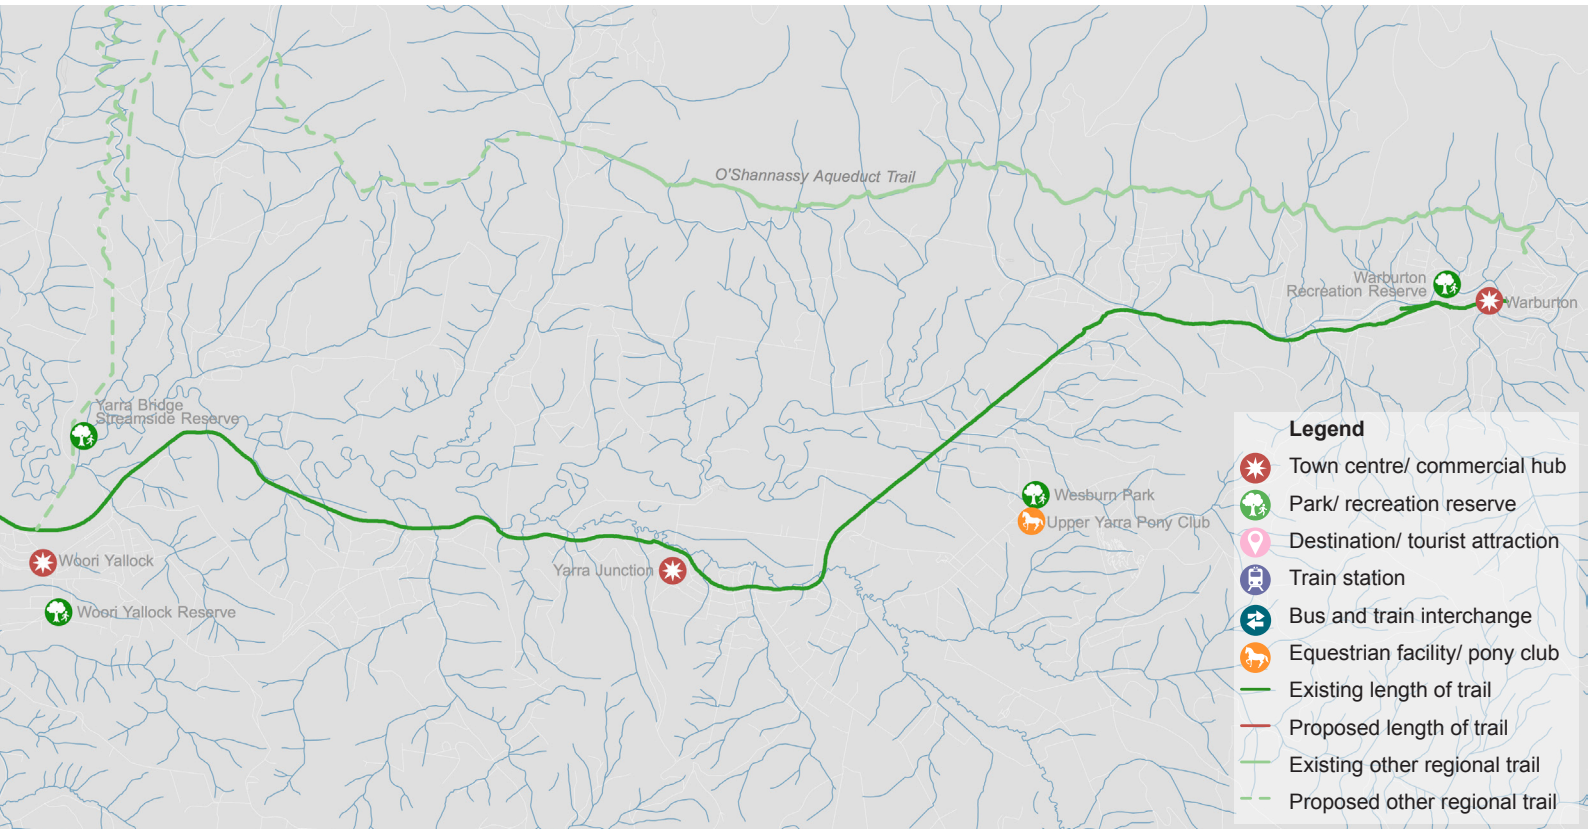 O'Shannassy Aqueduct Trail
Warburton
Recreation Reserve
Warburton
Yarra Bridge
Streamside Reserve
Wesburn Park
Upper Yarra Pony Club
Woori Yallock
Yarra Junction
Woori Yallock Reserve
Legend
Town centre/ commercial hub
Park/ recreation reserve
Destination/ tourist attraction
Train station
Bus and train interchange
Equestrian facility/ pony club
Existing length of trail
Proposed length of trail
Existing other regional trail
Proposed other regional trail